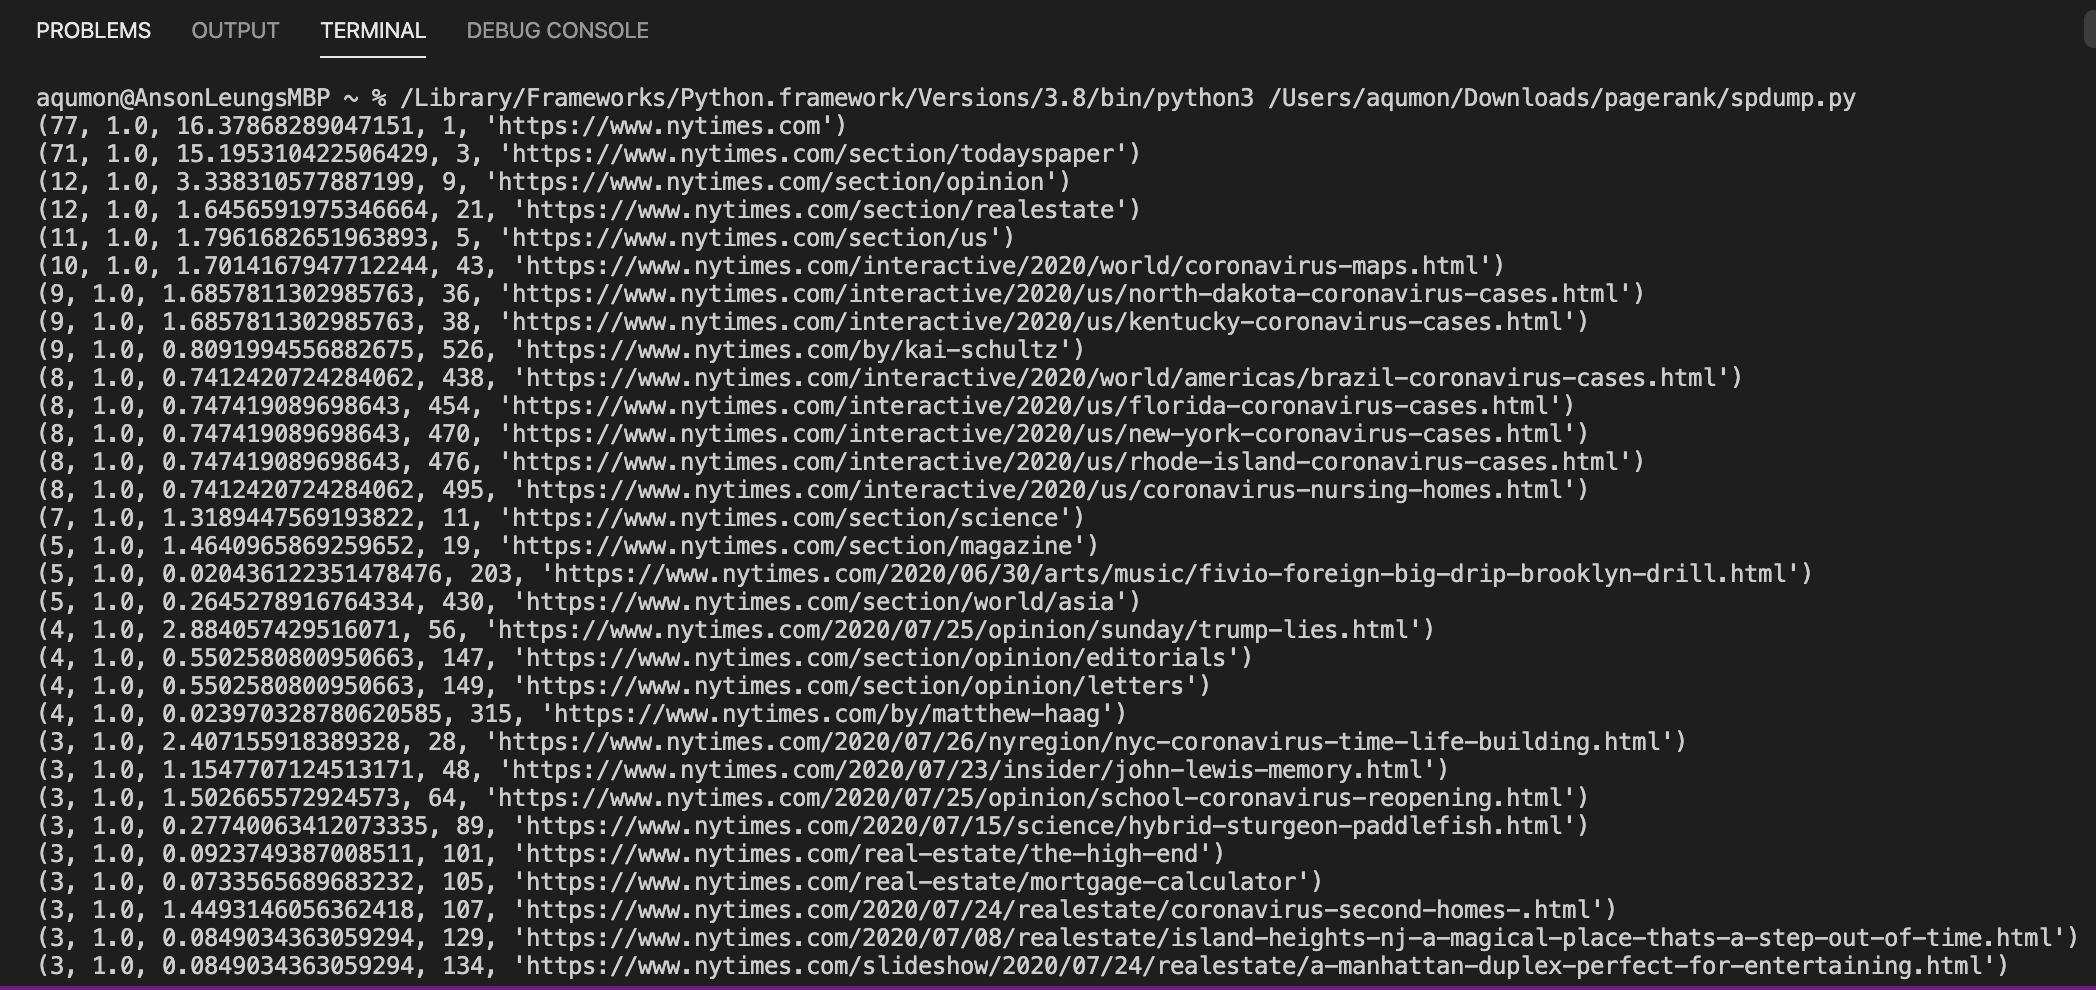 PROBLEMS OUTPUT TERMINAL DEBUG CONSOLE
aqumon@AnsonLeungsMBP ~ % /Library/Frameworks/Python.framework/Versions/3.8/bin/python3 /Users/aqumon/Downloads/pagerank/spdump.py
(77, 1.0, 16.37868289047151, 1, 'https://www.nytimes.com')
(71, 1.0, 15.195310422506429, 3, 'https://www.nytimes.com/section/todayspaper')
(12, 1.0, 3.338310577887199, 9, 'https://www.nytimes.com/section/opinion')
(12, 1.0, 1.6456591975346664, 21, 'https://www.nytimes.com/section/realestate')
(11, 1.0, 1.7961682651963893, 5, 'https://www.nytimes.com/section/us')
(10, 1.0, 1.7014167947712244, 43, 'https://www.nytimes.com/interactive/2020/world/coronavirus-maps.html')
(9, 1.0, 1.6857811302985763, 36, 'https://www.nytimes.com/interactive/2020/us/north-dakota-coronavirus-cases.html')
(9, 1.0, 1.6857811302985763, 38, 'https://www.nytimes.com/interactive/2020/us/kentucky-coronavirus-cases.html')
(9, 1.0, 0.8091994556882675, 526, 'https://www.nytimes.com/by/kai-schultz')
(8, 1.0, 0.7412420724284062, 438, 'https://www.nytimes.com/interactive/2020/world/americas/brazil-coronavirus-cases.html')
(8, 1.0, 0.747419089698643, 454, 'https://www.nytimes.com/interactive/2020/us/florida-coronavirus-cases.html')
(8, 1.0, 0.747419089698643, 470, 'https://www.nytimes.com/interactive/2020/us/new-york-coronavirus-cases.html')
(8, 1.0, 0.747419089698643, 476, 'https://www.nytimes.com/interactive/2020/us/rhode-island-coronavirus-cases.html')
(8, 1.0, 0.7412420724284062, 495, 'https://www.nytimes.com/interactive/2020/us/coronavirus-nursing-homes.html')
(7, 1.0, 1.3189447569193822, 11, 'https://www.nytimes.com/section/science')
(5, 1.0, 1.4640965869259652, 19, 'https://www.nytimes.com/section/magazine')
(5, 1.0, 0.020436122351478476, 203, 'https://www.nytimes.com/2020/06/30/arts/music/fivio-foreign-big-drip-brooklyn-drill.html')
(5, 1.0, 0.2645278916764334, 430, 'https://www.nytimes.com/section/world/asia')
(4, 1.0, 2.884057429516071, 56, 'https://www.nytimes.com/2020/07/25/opinion/sunday/trump-lies.html')
(4, 1.0, 0.5502580800950663, 147, 'https://www.nytimes.com/section/opinion/editorials')
(4, 1.0, 0.5502580800950663, 149, 'https://www.nytimes.com/section/opinion/letters')
(4, 1.0, 0.023970328780620585, 315, 'https://www.nytimes.com/by/matthew-haag')
(3, 1.0, 2.407155918389328, 28, 'https://www.nytimes.com/2020/07/26/nyregion/nyc-coronavirus-time-life-building.html')
(3, 1.0, 1.1547707124513171, 48, 'https://www.nytimes.com/2020/07/23/insider/john-lewis-memory.html')
(3, 1.0, 1.502665572924573, 64, 'https://www.nytimes.com/2020/07/25/opinion/school-coronavirus-reopening.html')
(3, 1.0, 0.27740063412073335, 89, 'https://www.nytimes.com/2020/07/15/science/hybrid-sturgeon-paddlefish.html')
(3, 1.0, 0.0923749387008511, 101, 'https://www.nytimes.com/real-estate/the-high-end')
(3, 1.0, 0.07335655689683232, 105, 'https://www.nytimes.com/real-estate/mortgage-calculator')
(3, 1.0, 1.4493146056362418, 107, 'https://www.nytimes.com/2020/07/24/realestate/coronavirus-second-homes-.html')
(3, 1.0, 0.0849034363059294, 129, 'https://www.nytimes.com/2020/07/08/realestate/island-heights-nj-a-magical-place-thats-a-step-out-of-time.html')
(3, 1.0, 0.0849034363059294, 134, 'https://www.nytimes.com/slideshow/2020/07/24/realestate/a-manhattan-duplex-perfect-for-entertaining.html')